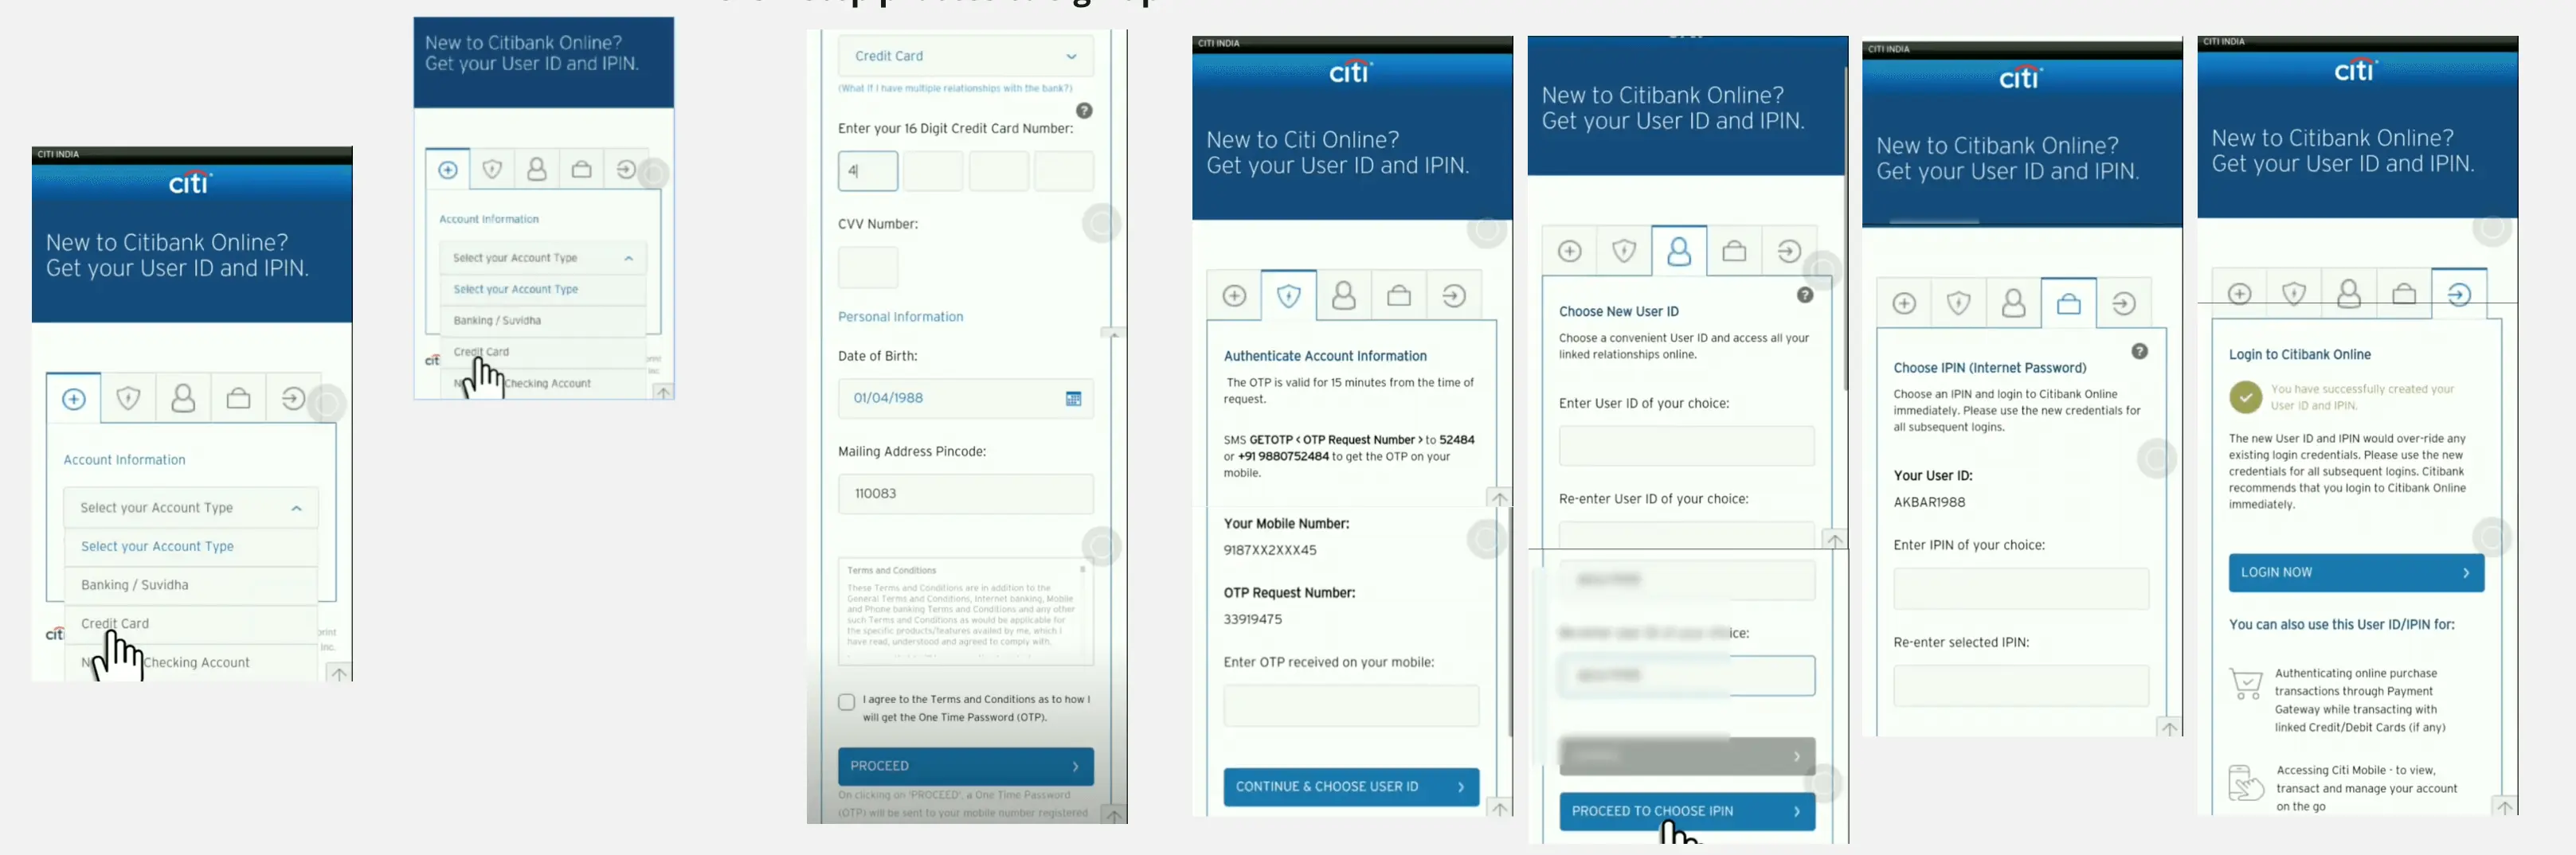 CITI INDIA
citi
New to Citibank Online?
Get your User ID and IPIN.
Account Information
Select your Account Type
Select your Account Type
Banking / Suvidha
Credit Card
Checking Account
New to Citibank Online?
Get your User ID and IPIN.
Account Information
Select your Account Type
Select your Account Type
Banking / Suvidha
Credit Card
Checking Account
Credit Card
(What if I have multiple relationships with the bank?)
Enter your 16 Digit Credit Card Number:
4
CVV Number:
Personal Information
Date of Birth:
01/04/1988
Mailing Address Pincode:
110083
Terms and Conditions
These Terms and Conditions are in addition to the
General Terms and Conditions, Internet banking, Mobile
and Phone banking Terms and Conditions and any other
such Terms and Conditions as would be applicable for
the specific products/features availed by me, which I
have read, understood and agreed to comply with.
I agree to the Terms and Conditions as to how I
will get the One Time Password (OTP).
PROCEED
On clicking on 'PROCEED', a One Time Password
(OTP) will be sent to your mobile number registered
CITI INDIA
citi
New to Citi Online?
Get your User ID and IPIN.
Authenticate Account Information
The OTP is valid for 15 minutes from the time of
request.
SMS GETOTP < OTP Request Number > to 52484
or +91 9880752484 to get the OTP on your
mobile.
Your Mobile Number:
9187XX2XXX45
OTP Request Number:
33919475
Enter OTP received on your mobile:
CONTINUE & CHOOSE USER ID
New to Citibank Online?
Get your User ID and IPIN.
Choose New User ID
Choose a convenient User ID and access all your
linked relationships online.
Enter User ID of your choice:
Re-enter User ID of your choice:
PROCEED TO CHOOSE IPIN
CITI INDIA
citi
New to Citibank Online?
Get your User ID and IPIN.
Choose IPIN (Internet Password)
Choose an IPIN and login to Citibank Online
immediately. Please use the new credentials for
all subsequent logins.
Your User ID:
AKBAR1988
Enter IPIN of your choice:
Re-enter selected IPIN:
CITI INDIA
citi
New to Citibank Online?
Get your User ID and IPIN.
Login to Citibank Online
You have successfully created your
User ID and IPIN.
The new User ID and IPIN would over-ride any
existing login credentials. Please use the new
credentials for all subsequent logins. Citibank
recommends that you login to Citibank Online
immediately.
LOGIN NOW
You can also use this User ID/IPIN for:
Authenticating online purchase
transactions through Payment
Gateway while transacting with
linked Credit/Debit Cards (if any)
Accessing Citi Mobile - to view,
transact and manage your account
on the go